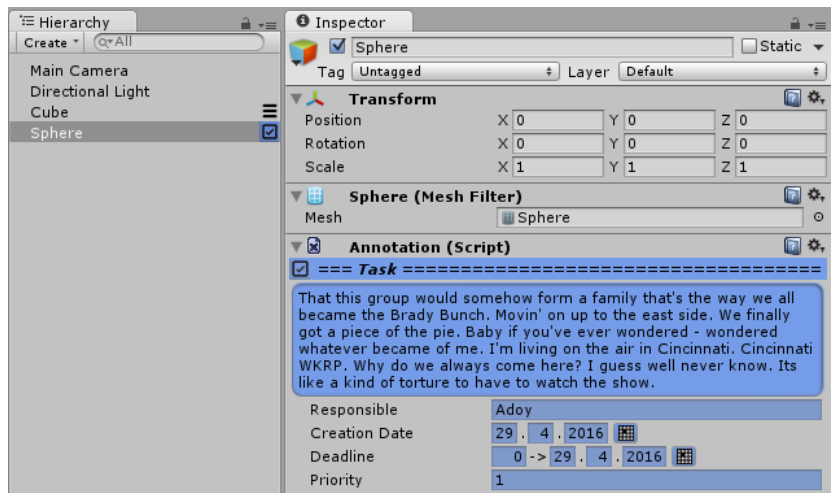 Hierarchy
Create All
Main Camera
Directional Light
Cube
Sphere
Inspector
Sphere Static
Tag Untagged Layer Default
Transform
Position X 0 Y 0 Z 0
Rotation X 0 Y 0 Z 0
Scale X 1 Y 1 Z 1
Sphere (Mesh Filter)
Mesh Sphere
Annotation (Script)
=== Task =====================================
That this group would somehow form a family that's the way we all
became the Brady Bunch. Movin' on up to the east side. We finally
got a piece of the pie. Baby if you've ever wondered - wondered
whatever became of me. I'm living on the air in Cincinnati. Cincinnati
WKRP. Why do we always come here? I guess well never know. Its
like a kind of torture to have to watch the show.
Responsible Adoy
Creation Date 29 . 4 . 2016
Deadline 0 -> 29 . 4 . 2016
Priority 1